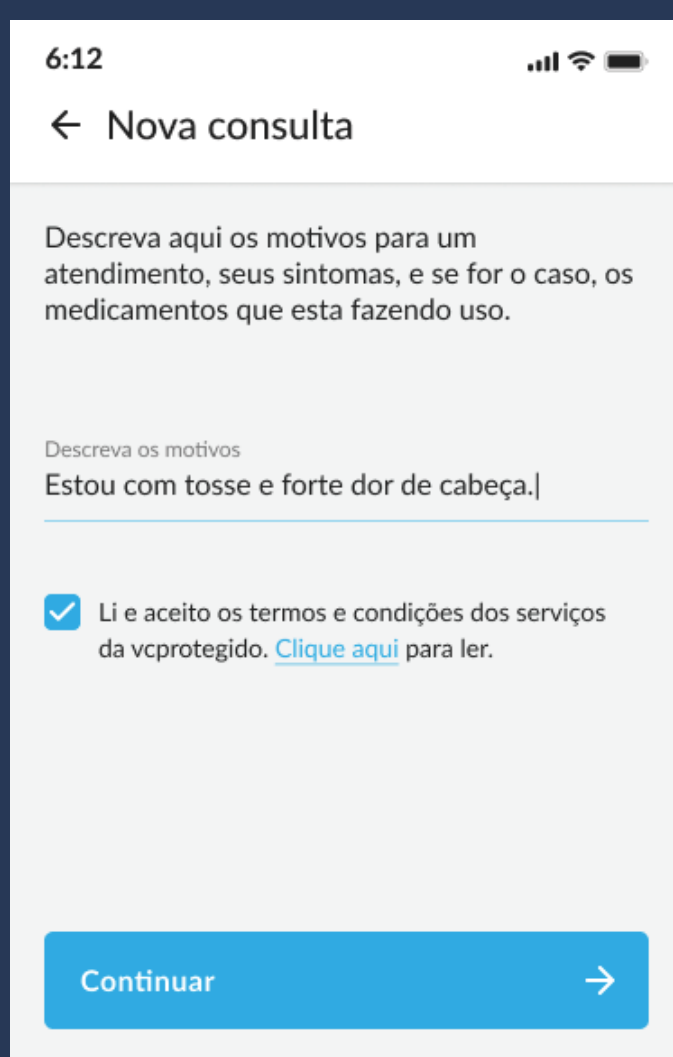 6:12
Nova consulta
Descreva aqui os motivos para um
atendimento, seus sintomas, e se for o caso, os
medicamentos que esta fazendo uso.
Descreva os motivos
Estou com tosse e forte dor de cabeça.
Li e aceito os termos e condições dos serviços
da vcprotegido. Clique aqui para ler.
Continuar